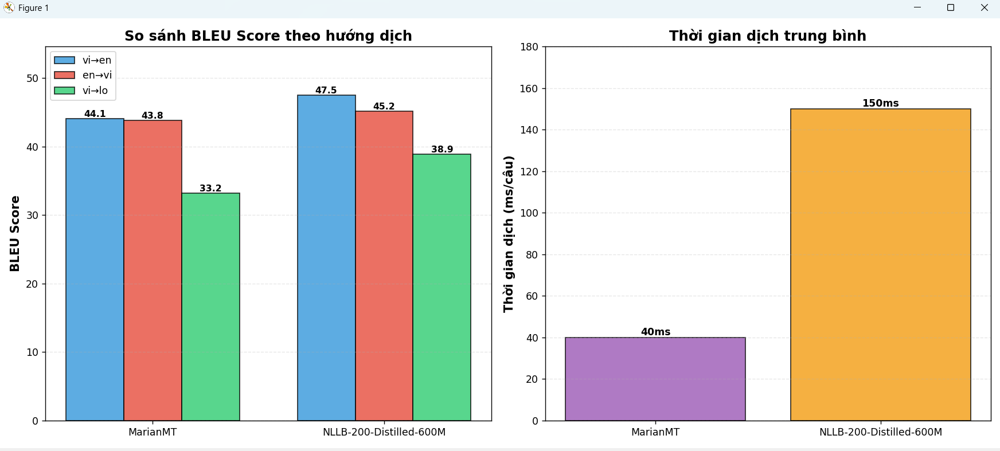 Figure 1
So sánh BLEU Score theo hướng dịch
vi→en
en→vi
vi→lo
BLEU Score
50
40
30
20
10
0
44.1
43.8
33.2
47.5
45.2
38.9
MarianMT
NLLB-200-Distilled-600M
Thời gian dịch trung bình
Thời gian dịch (ms/câu)
180
160
140
120
100
80
60
40
20
0
40ms
150ms
MarianMT
NLLB-200-Distilled-600M